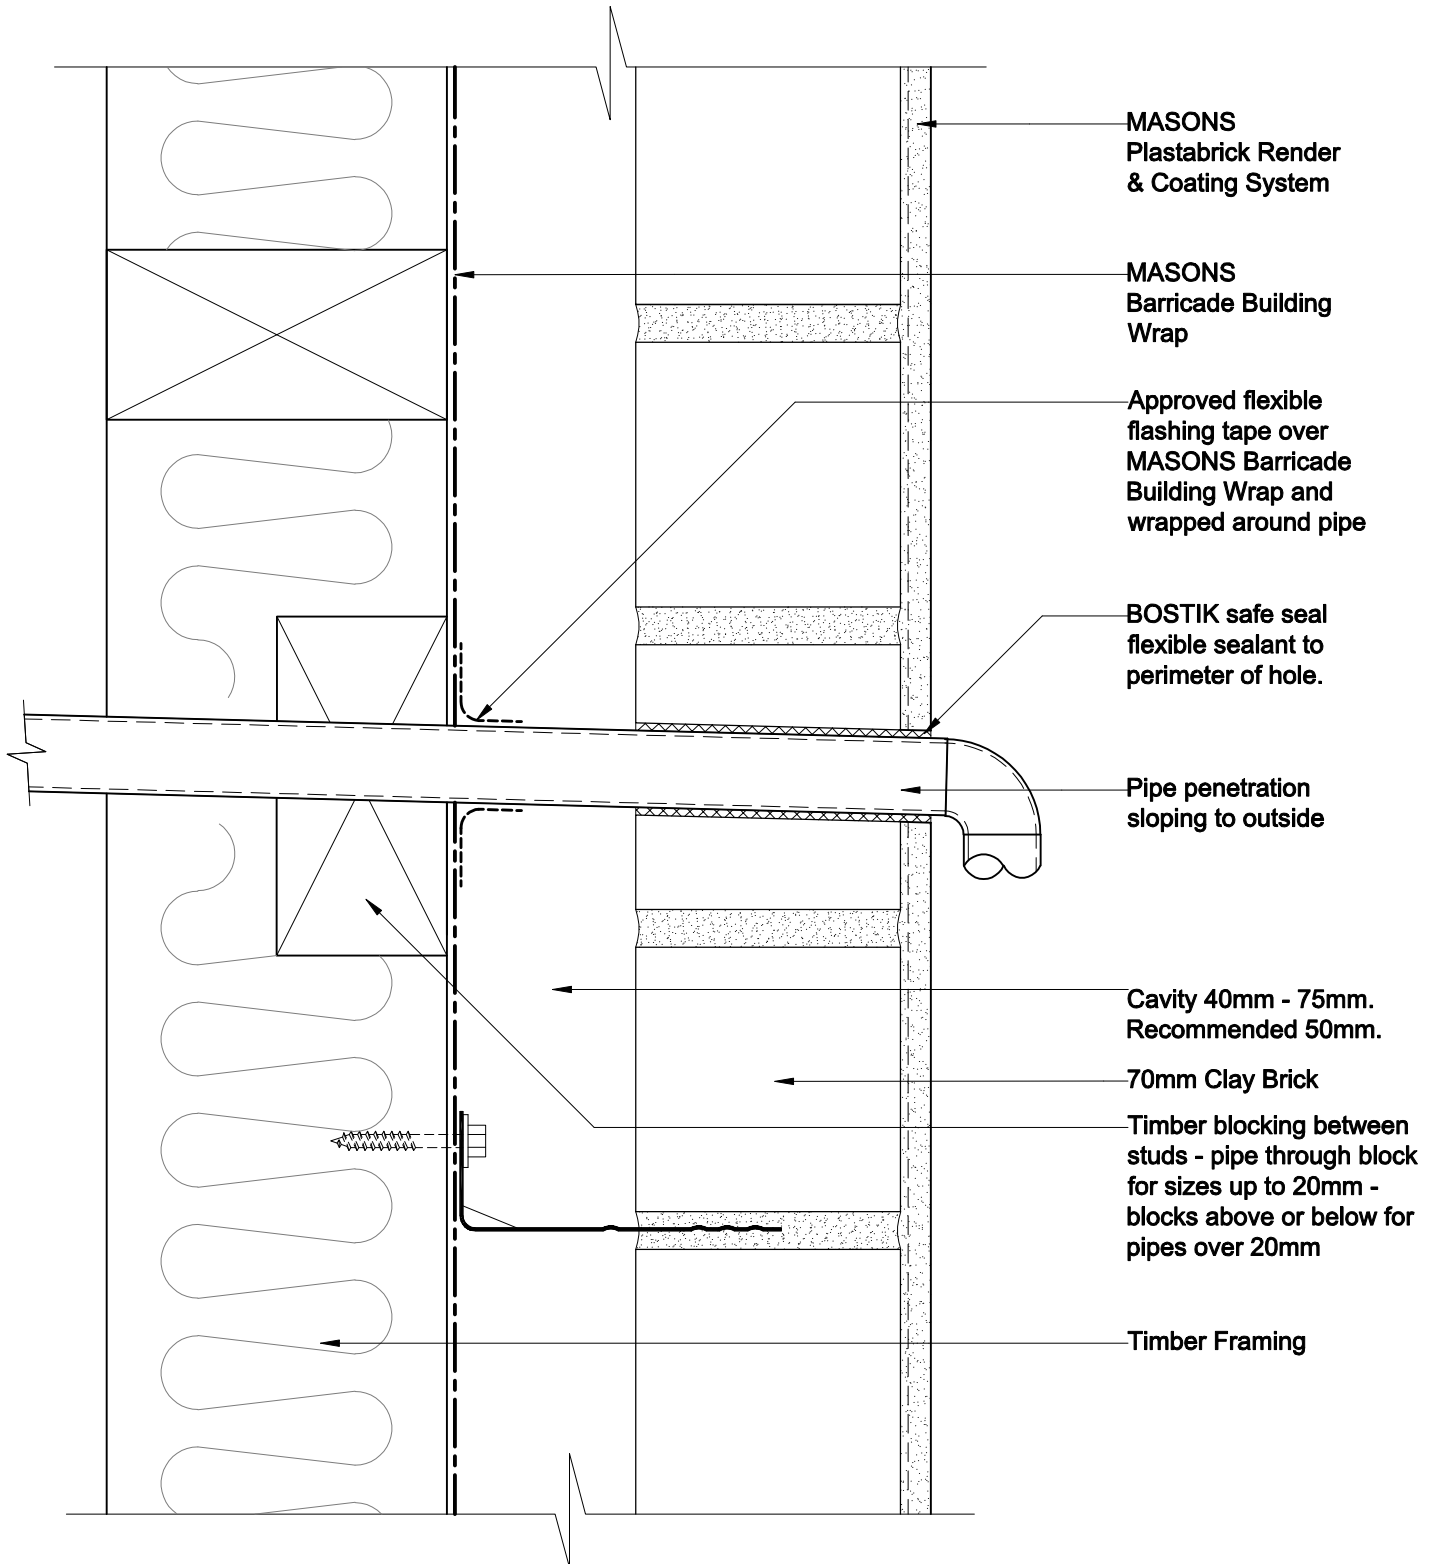 MASONS
Plastabrick Render
& Coating System
MASONS
Barricade Building
Wrap
Approved flexible
flashing tape over
MASONS Barricade
Building Wrap and
wrapped around pipe
BOSTIK safe seal
flexible sealant to
perimeter of hole.
Pipe penetration
sloping to outside
Cavity 40mm - 75mm.
Recommended 50mm.
70mm Clay Brick
Timber blocking between
studs - pipe through block
for sizes up to 20mm -
blocks above or below for
pipes over 20mm
Timber Framing